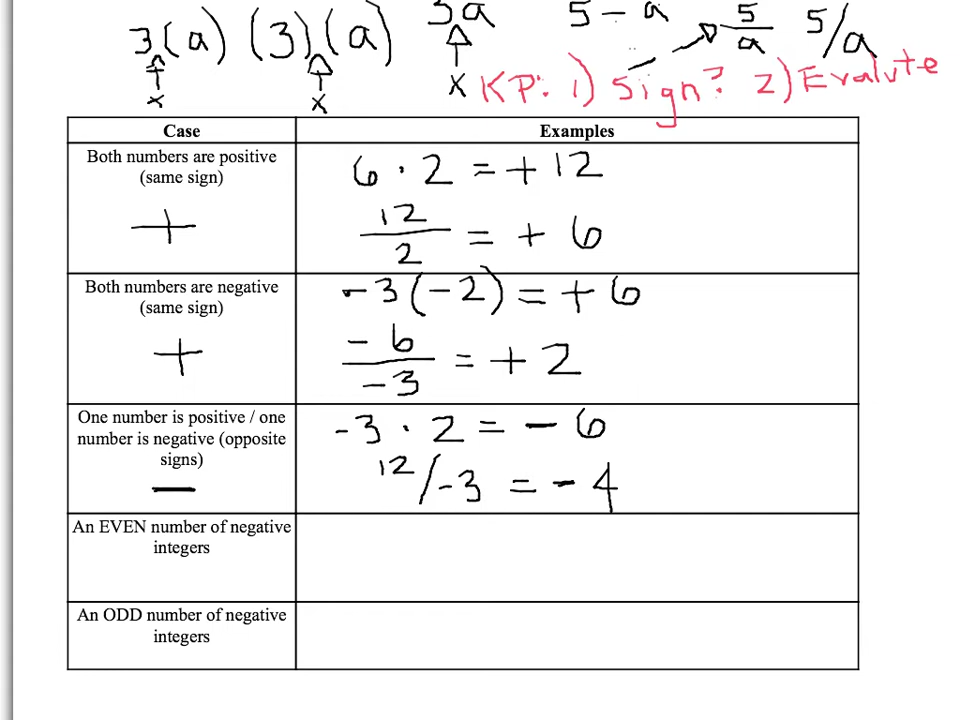 3(a) (3)(a) 3a 5 - a 5/a 5/a
x x x KP: 1) Sign? 2) Evalute
Case Examples
Both numbers are positive
(same sign)
+
6 · 2 = + 12
12/2 = + 6
Both numbers are negative
(same sign)
+
-3(-2) = + 6
-6/-3 = + 2
One number is positive / one
number is negative (opposite
signs)
—
-3 · 2 = - 6
12/-3 = - 4
An EVEN number of negative
integers
An ODD number of negative
integers